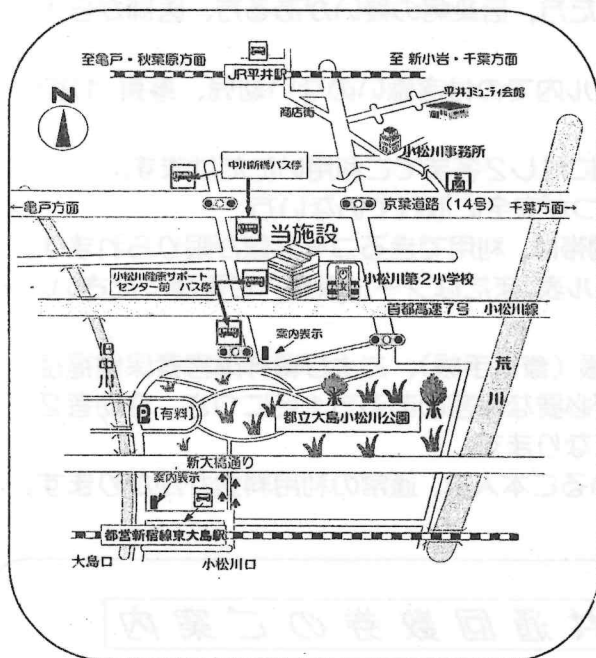 至亀戸・秋葉原方面
JR平井駅
至 新小岩・千葉方面
商店街
平井コミュニティ会館
N
小松川事務所
中川新橋バス停
京葉道路(14号)
←亀戸方面
千葉方面→
当施設
小松川健康サポート
センター前 バス停
小松川第2小学校
首都高速7号 小松川線
案内表示
荒川
旧中川
P[有料]
都立大島小松川公園
新大橋通り
案内表示
都営新宿線東大島駅
大島口
小松川口